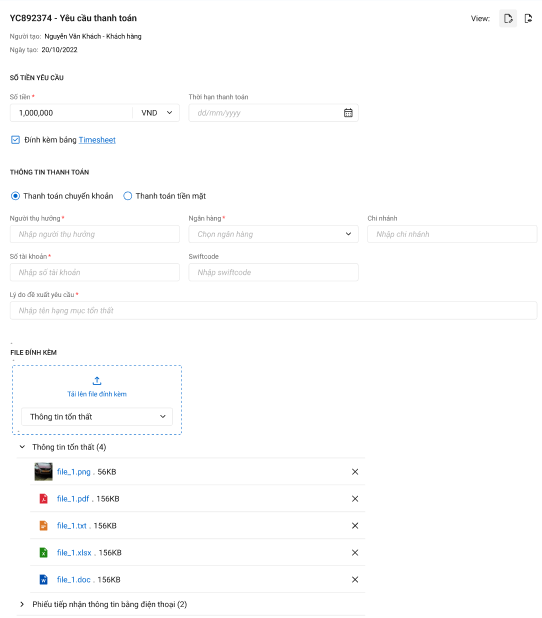 YC892374 - Yêu cầu thanh toán
View:
Người tạo: Nguyễn Văn Khách - Khách hàng
Ngày tạo: 20/10/2022
SỐ TIỀN YÊU CẦU
Số tiền *
Thời hạn thanh toán
1,000,000
VND
dd/mm/yyyy
Đính kèm bảng Timesheet
THÔNG TIN THANH TOÁN
Thanh toán chuyển khoản
Thanh toán tiền mặt
Người thụ hưởng *
Ngân hàng *
Chi nhánh
Nhập người thụ hưởng
Chọn ngân hàng
Nhập chi nhánh
Số tài khoản *
Swiftcode
Nhập số tài khoản
Nhập swiftcode
Lý do đề xuất yêu cầu *
Nhập tên hạng mục tổn thất
FILE ĐÍNH KÈM
Tải lên file đính kèm
Thông tin tổn thất
Thông tin tổn thất (4)
file_1.png . 56KB
file_1.pdf . 156KB
file_1.txt . 156KB
file_1.xlsx . 156KB
file_1.doc . 156KB
Phiếu tiếp nhận thông tin bằng điện thoại (2)